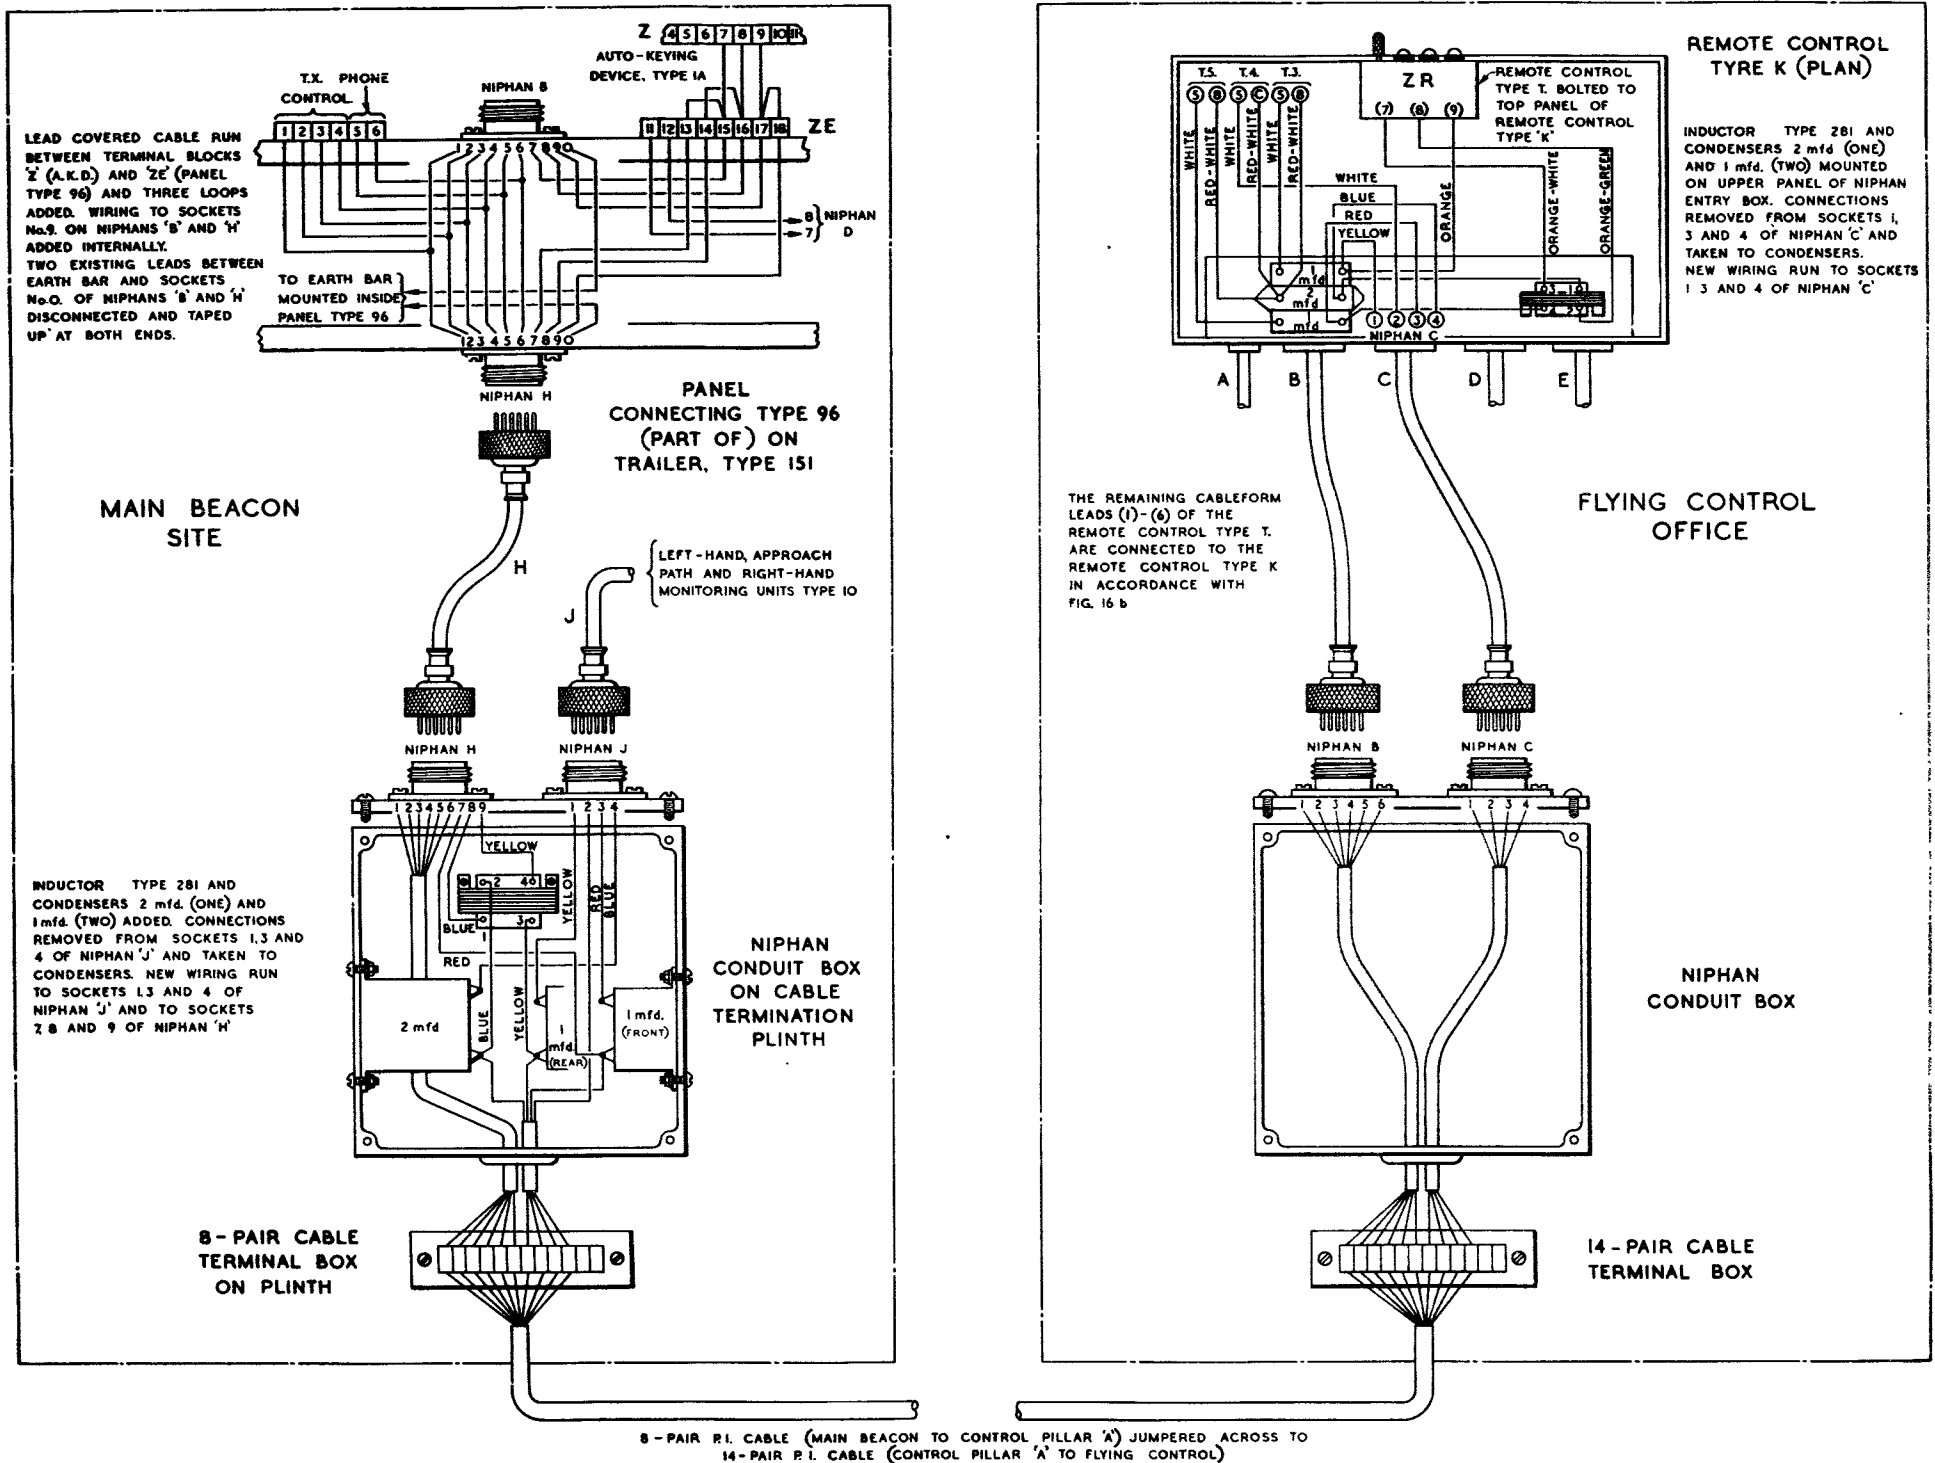 Z 4 5 6 7 8 9 10 11
AUTO-KEYING
DEVICE, TYPE 1A
T.X. PHONE
CONTROL
NIPHAN B
1 2 3 4 5 6
11 12 13 14 15 16 17 18 ZE
1 2 3 4 5 6 7 8 9 0
LEAD COVERED CABLE RUN
BETWEEN TERMINAL BLOCKS
'Z' (A.K.D.) AND 'ZE' (PANEL
TYPE 96) AND THREE LOOPS
ADDED. WIRING TO SOCKETS
No.9. ON NIPHANS 'B' AND 'H'
ADDED INTERNALLY.
TWO EXISTING LEADS BETWEEN
EARTH BAR AND SOCKETS
No.O. OF NIPHANS 'B' AND 'H'
DISCONNECTED AND TAPED
UP' AT BOTH ENDS.
8 NIPHAN
7 D
TO EARTH BAR
MOUNTED INSIDE
PANEL TYPE 96
1 2 3 4 5 6 7 8 9 0
NIPHAN H
PANEL
CONNECTING TYPE 96
(PART OF) ON
TRAILER, TYPE 151
MAIN BEACON
SITE
H
J
LEFT-HAND, APPROACH
PATH AND RIGHT-HAND
MONITORING UNITS TYPE 10
NIPHAN H
NIPHAN J
1 2 3 4 5 6 7 8 9
1 2 3 4
YELLOW
2 4
YELLOW
RED
BLUE
BLUE
1
3
RED
INDUCTOR TYPE 281 AND
CONDENSERS 2 mfd. (ONE) AND
1 mfd. (TWO) ADDED. CONNECTIONS
REMOVED FROM SOCKETS 1,3 AND
4 OF NIPHAN 'J' AND TAKEN TO
CONDENSERS. NEW WIRING RUN
TO SOCKETS 1,3 AND 4 OF
NIPHAN 'J' AND TO SOCKETS
7, 8 AND 9 OF NIPHAN 'H'
2 mfd
BLUE
YELLOW
1
mfd.
(REAR)
1 mfd.
(FRONT)
NIPHAN
CONDUIT BOX
ON CABLE
TERMINATION
PLINTH
8-PAIR CABLE
TERMINAL BOX
ON PLINTH
REMOTE CONTROL
TYRE K (PLAN)
T.5. T.4. T.3.
S B S C S B
ZR
(7) (8) (9)
REMOTE CONTROL
TYPE T. BOLTED TO
TOP PANEL OF
REMOTE CONTROL
TYPE 'K'
WHITE
RED-WHITE
WHITE
RED-WHITE
WHITE
RED-WHITE
WHITE
BLUE
RED
YELLOW
ORANGE
ORANGE-WHITE
ORANGE-GREEN
1
mfd
2
mfd
1
mfd
3 1
4 2
1 2 3 4
NIPHAN C
A B C D E
INDUCTOR TYPE 281 AND
CONDENSERS 2 mfd (ONE)
AND 1 mfd. (TWO) MOUNTED
ON UPPER PANEL OF NIPHAN
ENTRY BOX. CONNECTIONS
REMOVED FROM SOCKETS 1,
3 AND 4 OF NIPHAN 'C' AND
TAKEN TO CONDENSERS.
NEW WIRING RUN TO SOCKETS
1 3 AND 4 OF NIPHAN 'C'
THE REMAINING CABLEFORM
LEADS (1)-(6) OF THE
REMOTE CONTROL TYPE T.
ARE CONNECTED TO THE
REMOTE CONTROL TYPE K
IN ACCORDANCE WITH
FIG. 16 b
FLYING CONTROL
OFFICE
NIPHAN B
NIPHAN C
1 2 3 4 5 6
1 2 3 4
NIPHAN
CONDUIT BOX
14-PAIR CABLE
TERMINAL BOX
8-PAIR P.I. CABLE (MAIN BEACON TO CONTROL PILLAR 'A') JUMPERED ACROSS TO
14-PAIR P.I. CABLE (CONTROL PILLAR 'A' TO FLYING CONTROL)